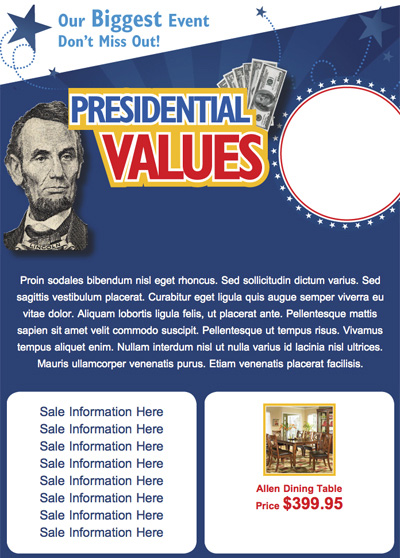 Our Biggest Event
Don't Miss Out!
PRESIDENTIAL
VALUES
LINCOLN
Proin sodales bibendum nisl eget rhoncus. Sed sollicitudin dictum varius. Sed
sagittis vestibulum placerat. Curabitur eget ligula quis augue semper viverra eu
vitae dolor. Aliquam lobortis ligula felis, ut placerat ante. Pellentesque mattis
sapien sit amet velit commodo suscipit. Pellentesque ut tempus risus. Vivamus
tempus aliquet enim. Nullam interdum nisl ut nulla varius id lacinia nisl ultrices.
Mauris ullamcorper venenatis purus. Etiam venenatis placerat facilisis.
Sale Information Here
Sale Information Here
Sale Information Here
Sale Information Here
Sale Information Here
Sale Information Here
Sale Information Here
Sale Information Here
Allen Dining Table
Price $399.95